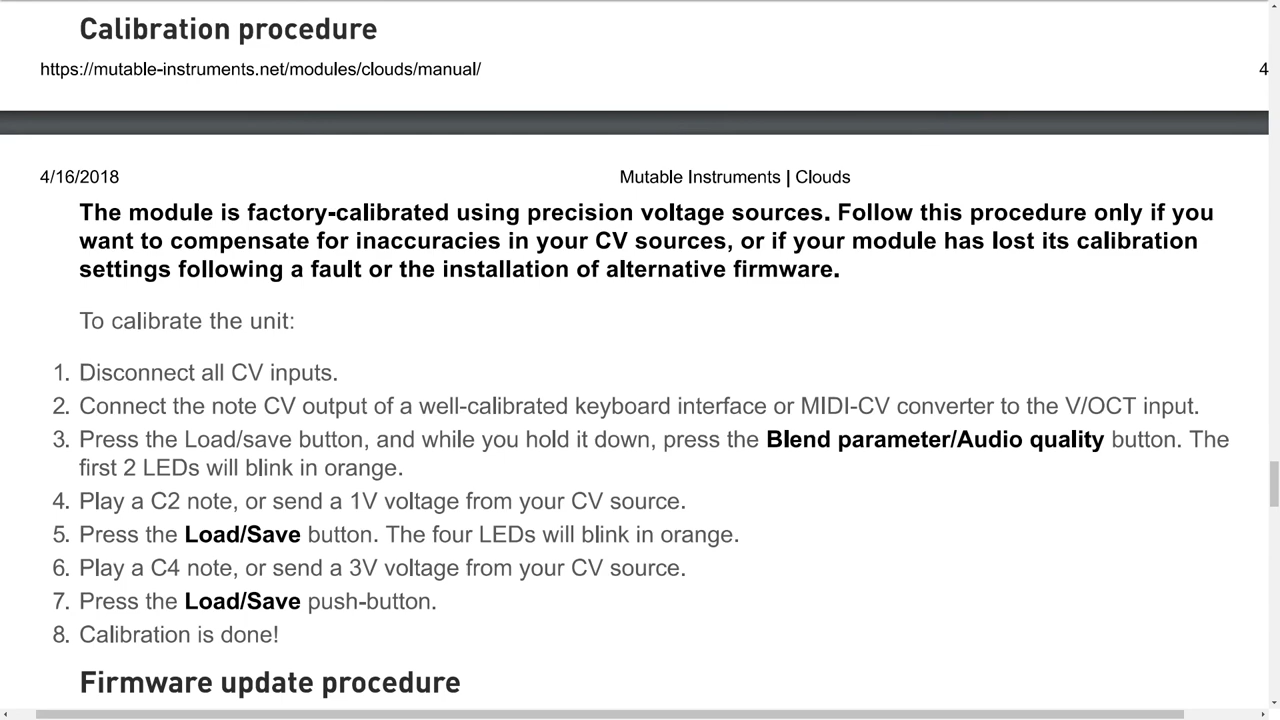 Calibration procedure
https://mutable-instruments.net/modules/clouds/manual/ 4
4/16/2018 Mutable Instruments | Clouds
The module is factory-calibrated using precision voltage sources. Follow this procedure only if you
want to compensate for inaccuracies in your CV sources, or if your module has lost its calibration
settings following a fault or the installation of alternative firmware.
To calibrate the unit:
1. Disconnect all CV inputs.
2. Connect the note CV output of a well-calibrated keyboard interface or MIDI-CV converter to the V/OCT input.
3. Press the Load/save button, and while you hold it down, press the Blend parameter/Audio quality button. The
first 2 LEDs will blink in orange.
4. Play a C2 note, or send a 1V voltage from your CV source.
5. Press the Load/Save button. The four LEDs will blink in orange.
6. Play a C4 note, or send a 3V voltage from your CV source.
7. Press the Load/Save push-button.
8. Calibration is done!
Firmware update procedure